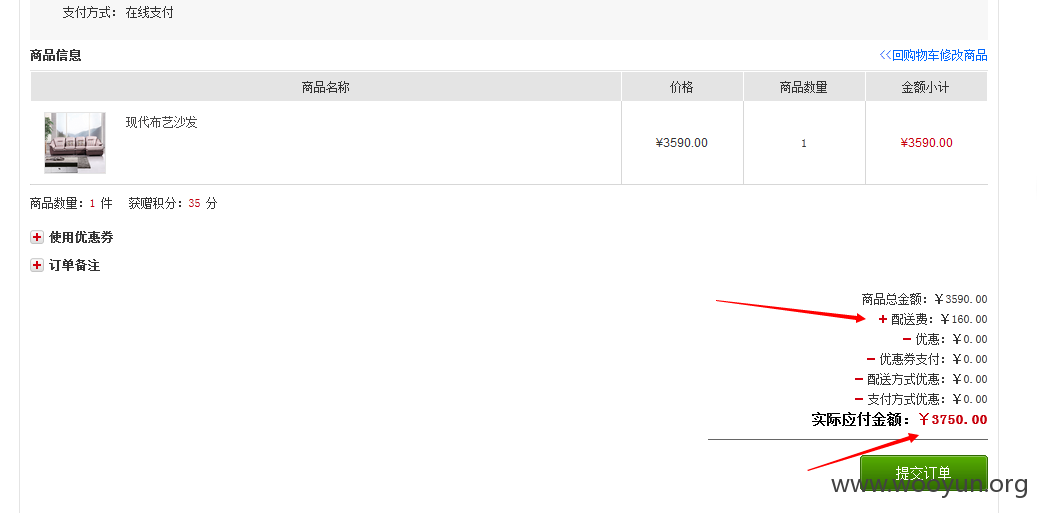 支付方式: 在线支付
商品信息
<<回购物车修改商品
商品名称 价格 商品数量 金额小计
现代布艺沙发 ¥3590.00 1 ¥3590.00
商品数量: 1 件 获赠积分: 35 分
使用优惠券
订单备注
商品总金额: ¥3590.00
+ 配送费: ¥160.00
- 优惠: ¥0.00
- 优惠券支付: ¥0.00
- 配送方式优惠: ¥0.00
- 支付方式优惠: ¥0.00
实际应付金额: ¥3750.00
提交订单
www.wooyun.org